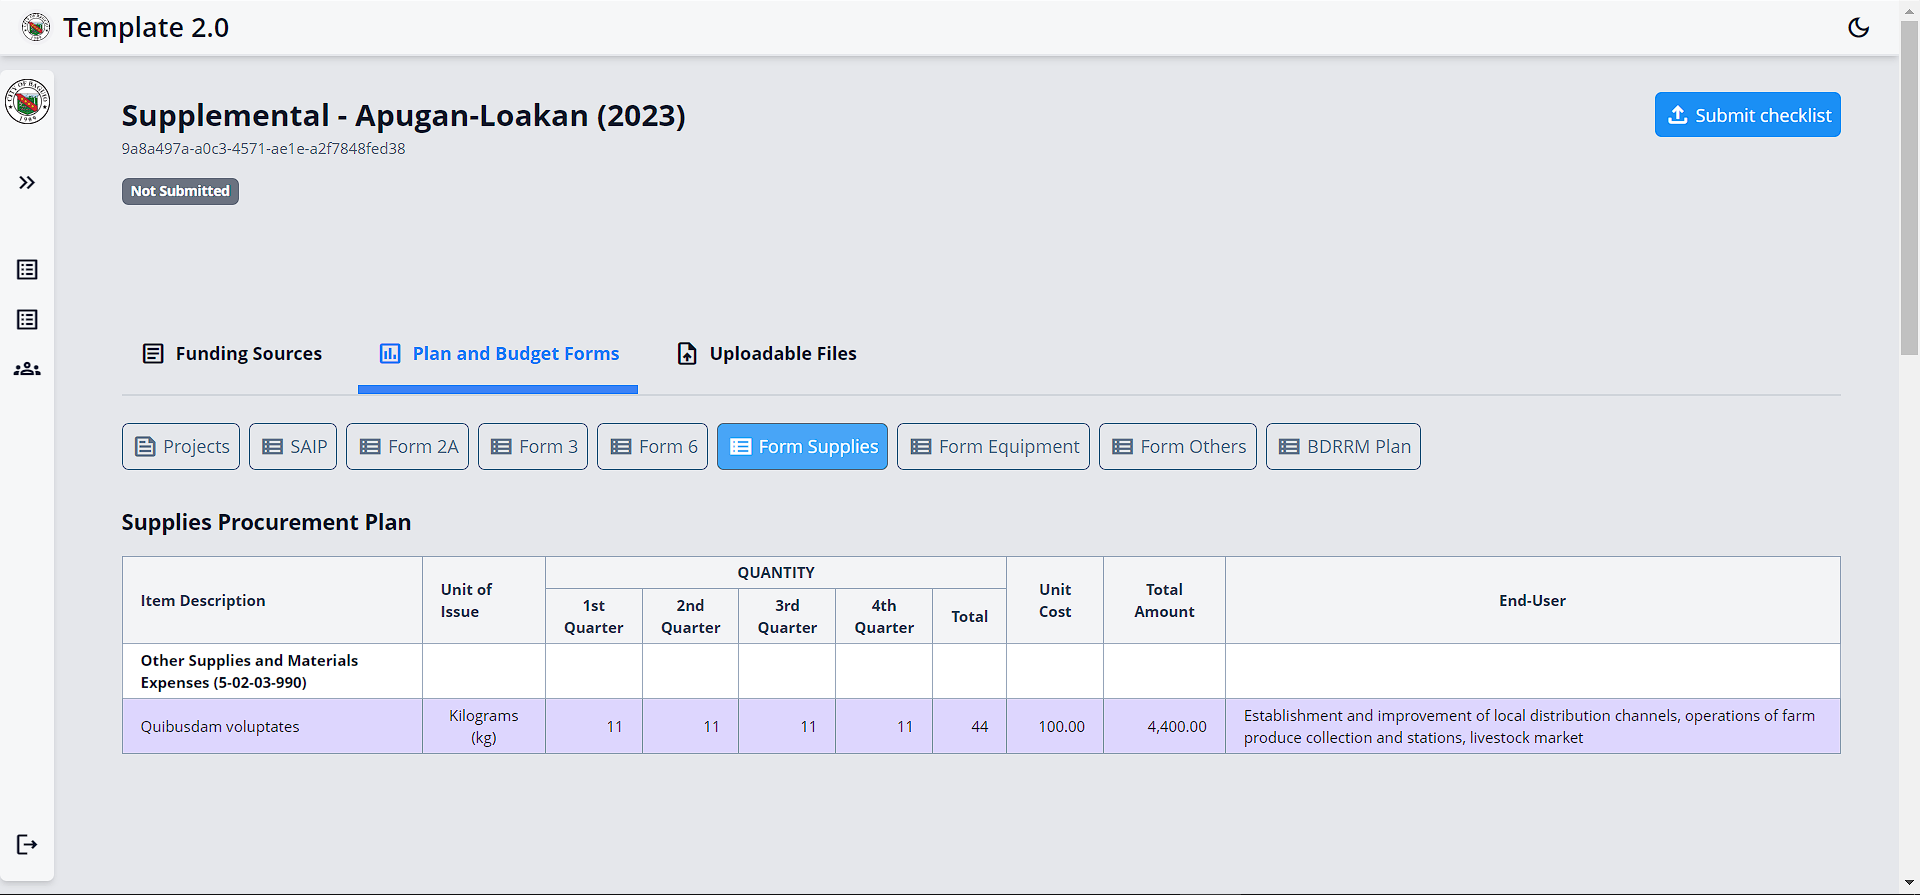 Template 2.0
CITY OF BAGUIO
1909
Supplemental - Apugan-Loakan (2023)
Submit checklist
9a8a497a-a0c3-4571-ae1e-a2f7848fed38
Not Submitted
Funding Sources
Plan and Budget Forms
Uploadable Files
Projects
SAIP
Form 2A
Form 3
Form 6
Form Supplies
Form Equipment
Form Others
BDRRM Plan
Supplies Procurement Plan
Item Description
Unit of
Issue
QUANTITY
1st
Quarter
2nd
Quarter
3rd
Quarter
4th
Quarter
Total
Unit
Cost
Total
Amount
End-User
Other Supplies and Materials
Expenses (5-02-03-990)
Quibusdam voluptates
Kilograms
(kg)
11
11
11
11
44
100.00
4,400.00
Establishment and improvement of local distribution channels, operations of farm
produce collection and stations, livestock market